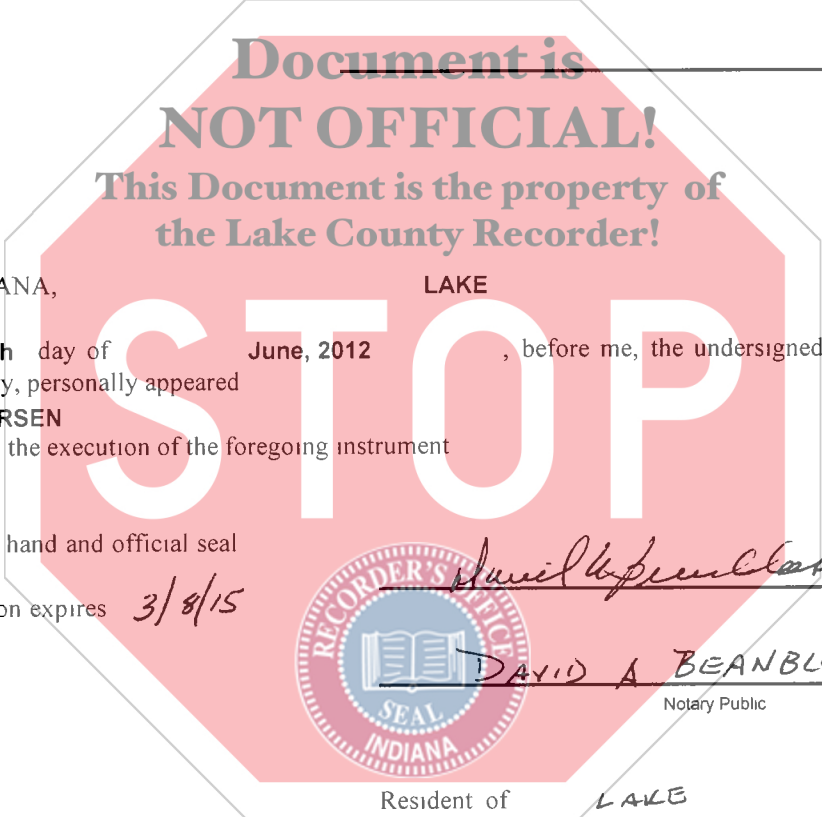 Document is
NOT OFFICIAL!
This Document is the property of
the Lake County Recorder!
ANA, LAKE
h day of June, 2012 , before me, the undersigned
y, personally appeared
RSEN
the execution of the foregoing instrument
STOP
hand and official seal
on expires 3/8/15
RECORDER'S OFFICE
SEAL
INDIANA
DAVID A BEANBL
Notary Public
Resident of LAKE